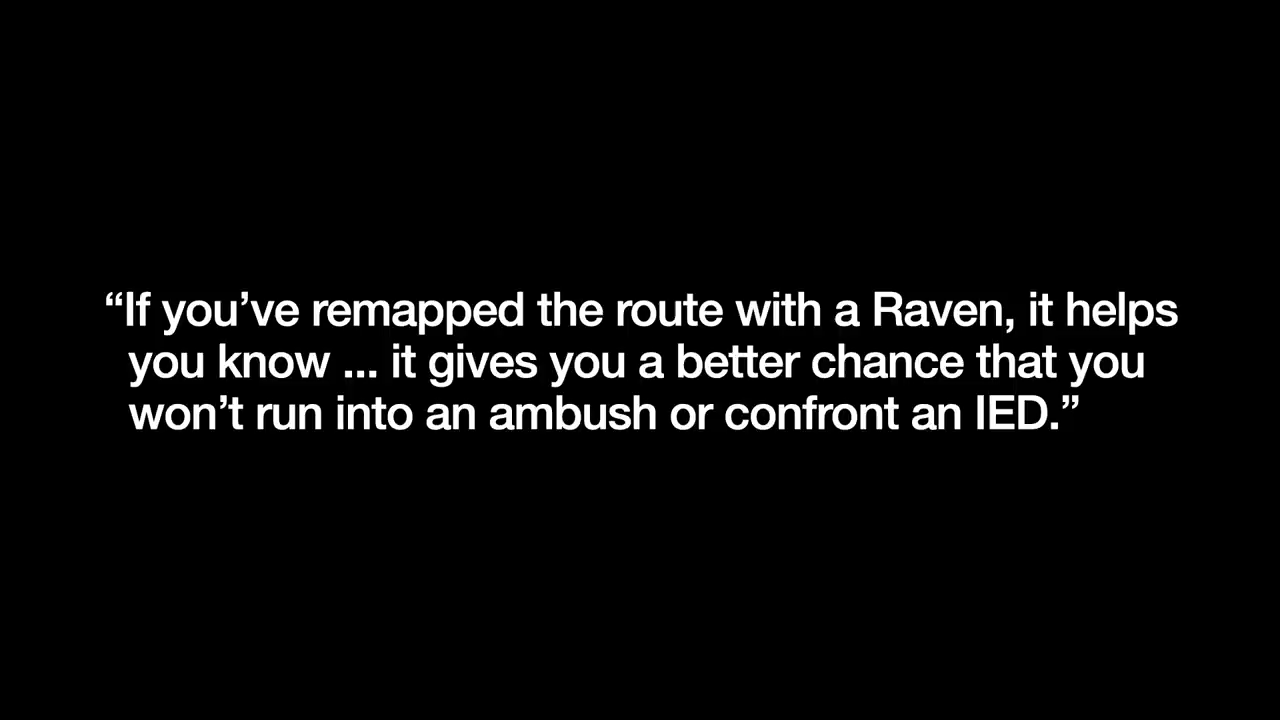 “If you’ve remapped the route with a Raven, it helps
you know ... it gives you a better chance that you
won’t run into an ambush or confront an IED.”